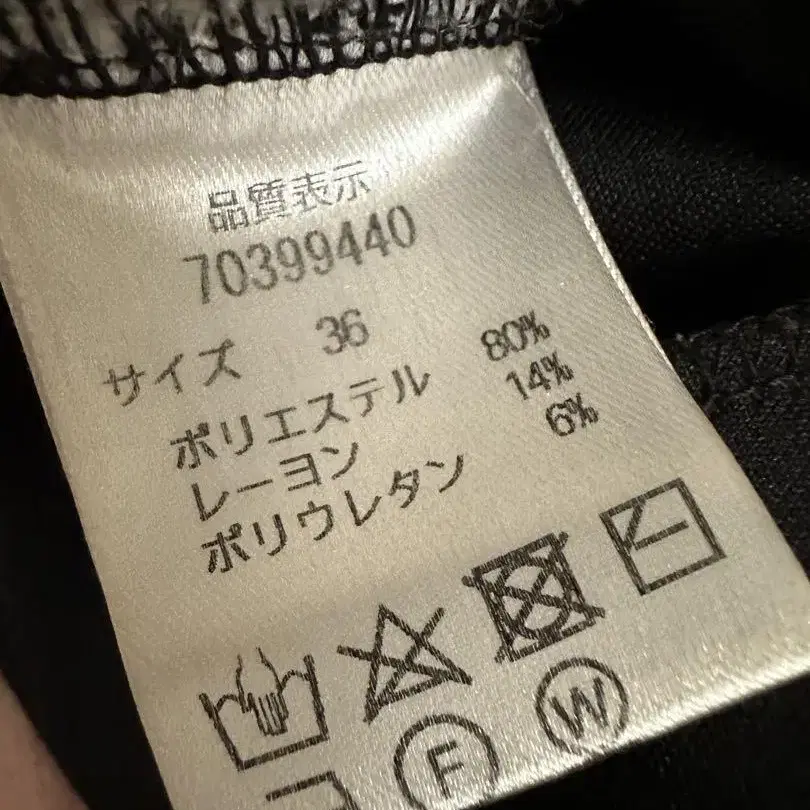 品質表示
70399440
サイズ 36
ポリエステル 80%
レーヨン 14%
ポリウレタン 6%
F W